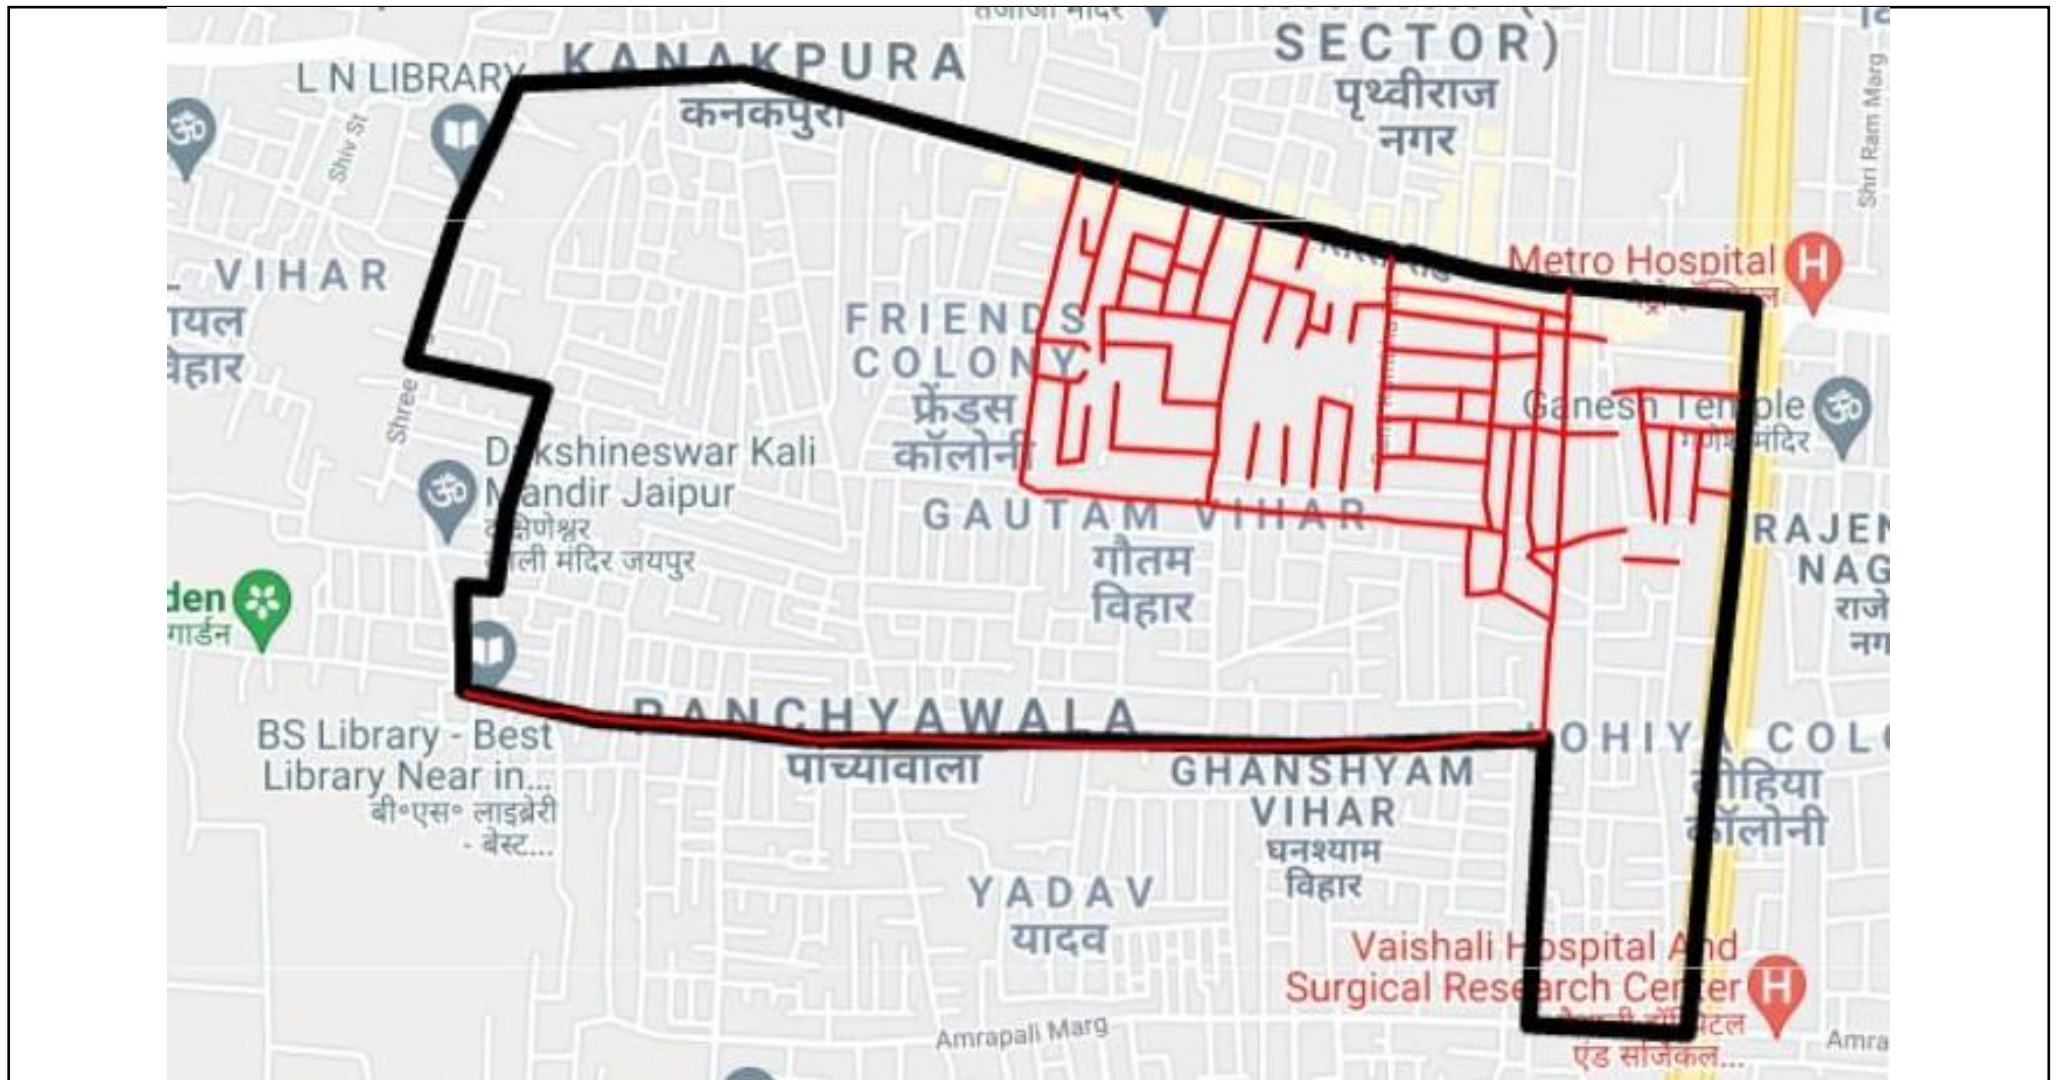 SECTOR)
पृथ्वीराज
नगर
KANAKPURA
कनकपुरा
L N LIBRARY
Shiv St
Shri Ram Marg
Metro Hospital
VIHAR
विहार
FRIENDS
COLONY
फ्रेंड्स
कॉलोनी
Shree
Ganesh Temple
गणेश मंदिर
Dakshineswar Kali
Mandir Jaipur
दक्षिणेश्वर
काली मंदिर जयपुर
GAUTAM VIHAR
गौतम
विहार
RAJEN
NAG
राजे
नग
den
गार्डन
PANCHYAWALA
पांच्यावाला
BS Library - Best
Library Near in...
बी॰एस॰ लाइब्रेरी
- बेस्ट...
LOHIYA COLO
लोहिया
कॉलोनी
GHANSHYAM
VIHAR
घनश्याम
विहार
YADAV
यादव
Vaishali Hospital And
Surgical Research Center
एंड सर्जिकल...
Amrapali Marg
Amra